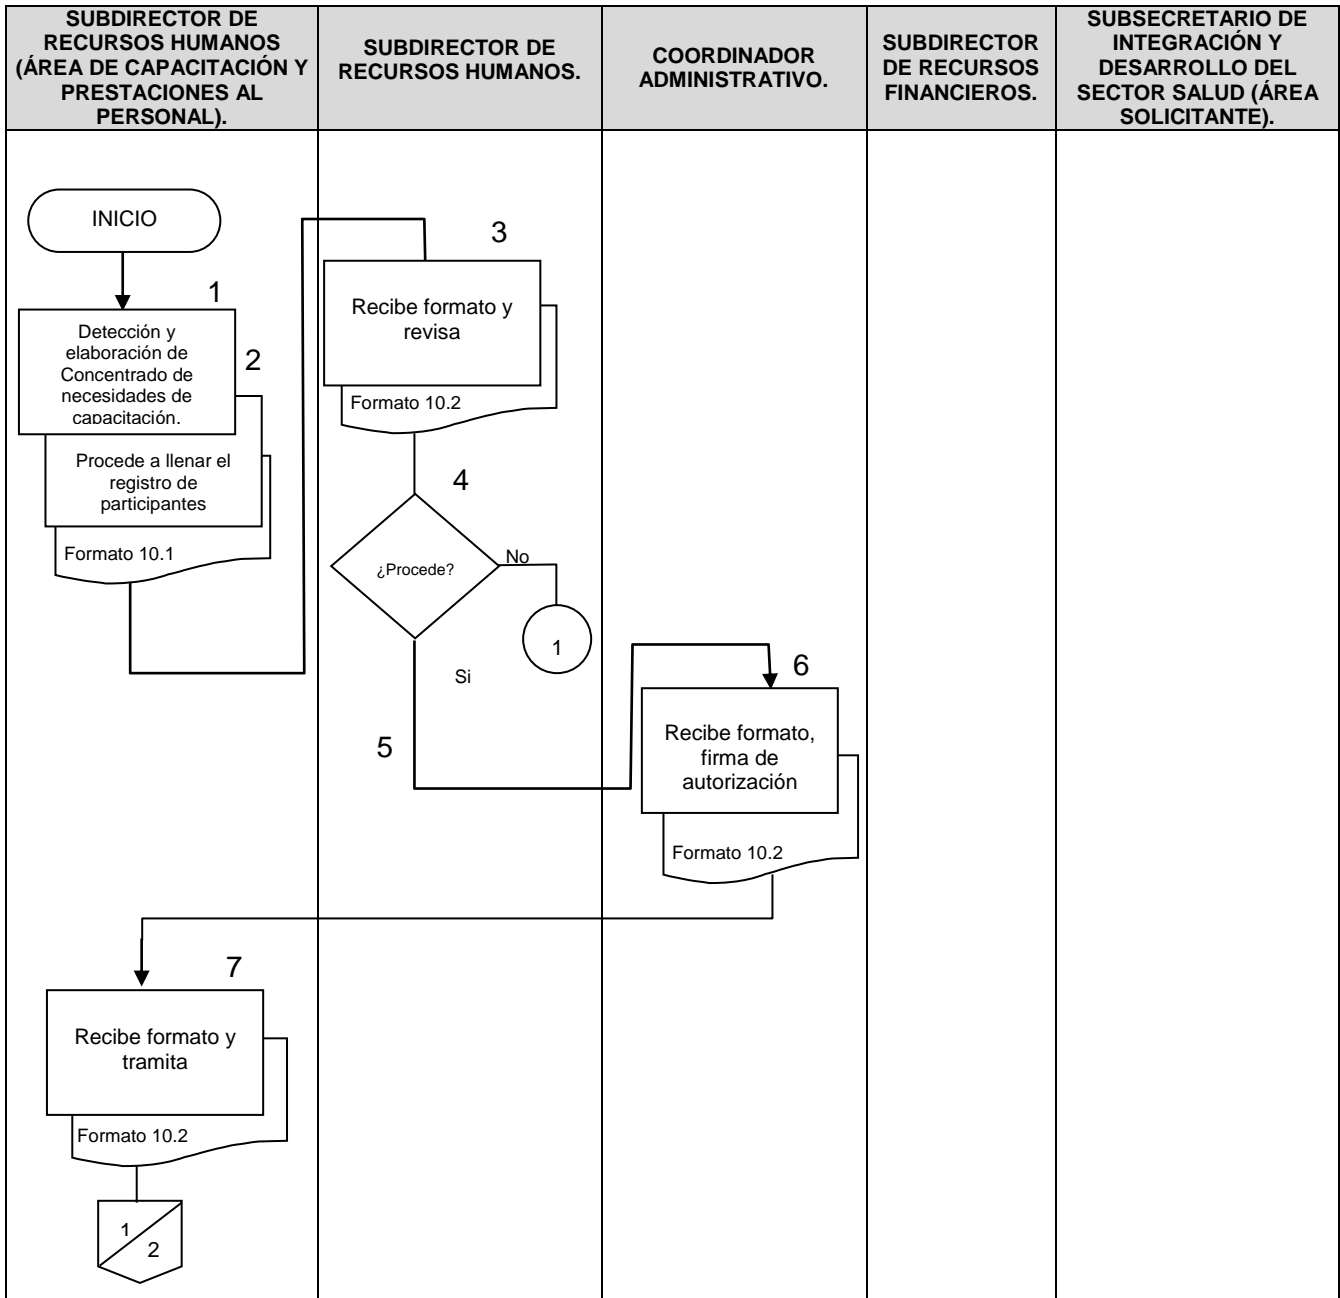 SUBDIRECTOR DE
RECURSOS HUMANOS
(ÁREA DE CAPACITACIÓN Y
PRESTACIONES AL
PERSONAL).
SUBDIRECTOR DE
RECURSOS HUMANOS.
COORDINADOR
ADMINISTRATIVO.
SUBDIRECTOR
DE RECURSOS
FINANCIEROS.
SUBSECRETARIO DE
INTEGRACIÓN Y
DESARROLLO DEL
SECTOR SALUD (ÁREA
SOLICITANTE).
INICIO
1
Detección y
elaboración de
Concentrado de
necesidades de
capacitación.
2
Procede a llenar el
registro de
participantes
Formato 10.1
3
Recibe formato y
revisa
Formato 10.2
4
¿Procede?
No
1
Si
5
6
Recibe formato,
firma de
autorización
Formato 10.2
7
Recibe formato y
tramita
Formato 10.2
1
2